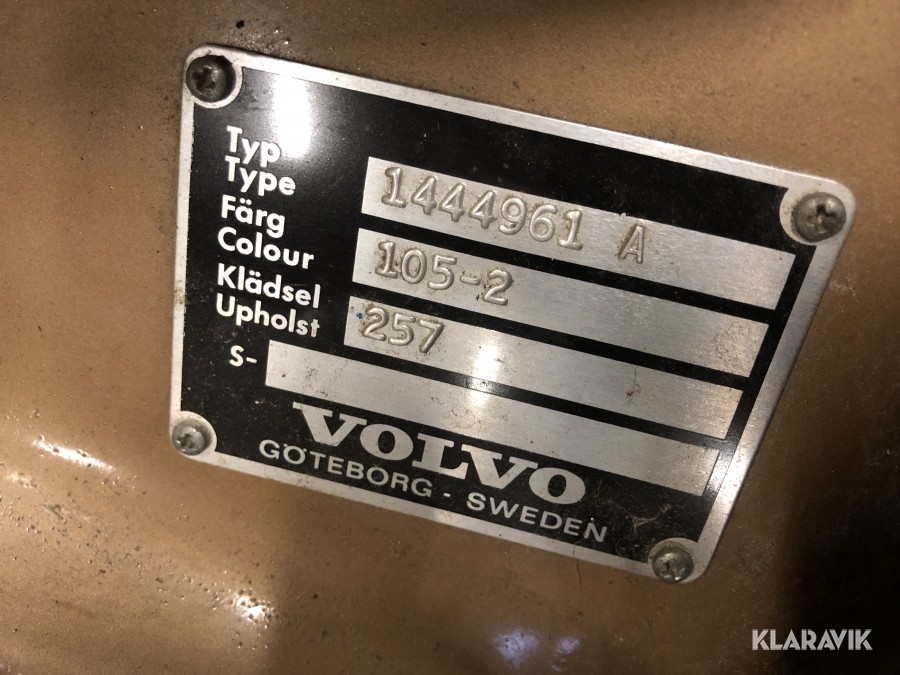 Typ
Type 1444961 A
Färg
Colour 105-2
Klädsel
Upholst 257
S-
VOLVO
GÖTEBORG - SWEDEN
KLARAVIK